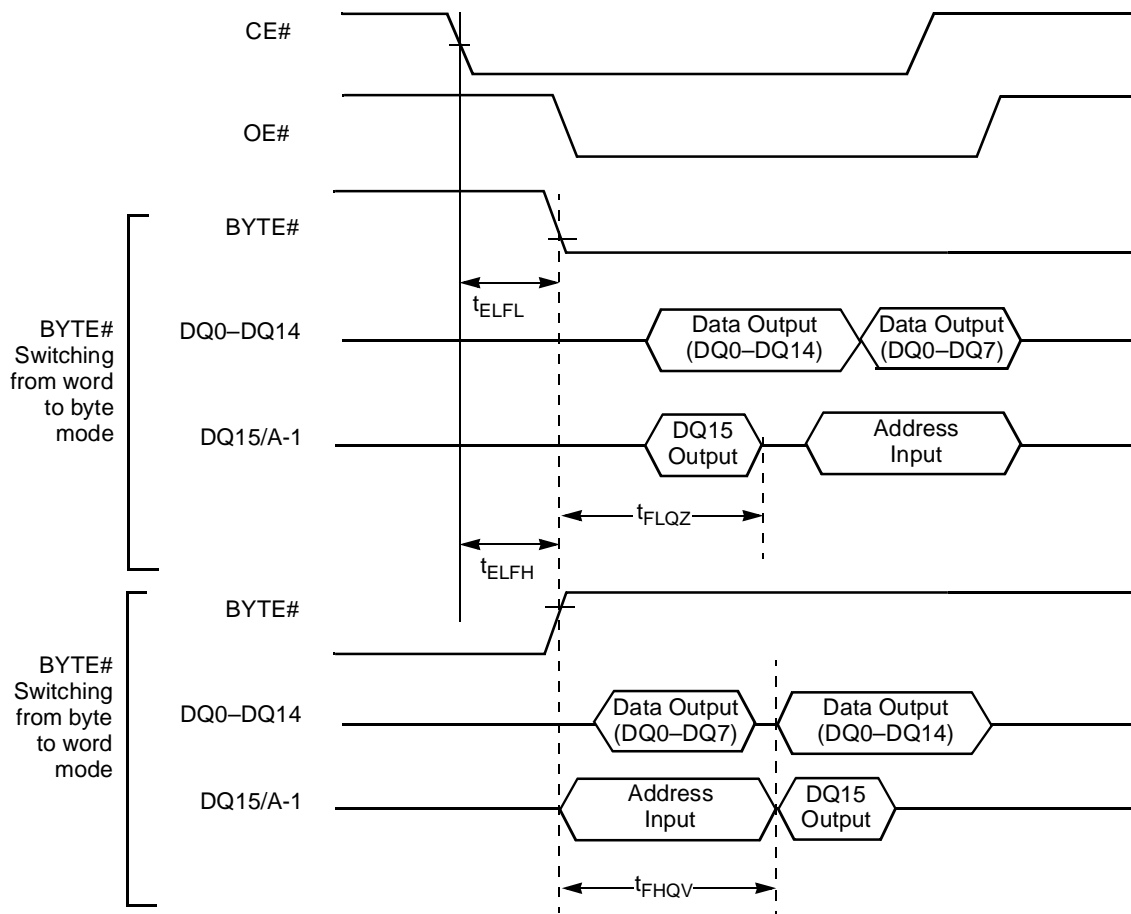 CE#
OE#
BYTE#
Switching
from word
to byte
mode
BYTE#
tELFL
DQ0–DQ14
Data Output
(DQ0–DQ14)
Data Output
(DQ0–DQ7)
DQ15/A-1
DQ15
Output
Address
Input
tFLQZ
tELFH
BYTE#
Switching
from byte
to word
mode
BYTE#
DQ0–DQ14
Data Output
(DQ0–DQ7)
Data Output
(DQ0–DQ14)
DQ15/A-1
Address
Input
DQ15
Output
tFHQV